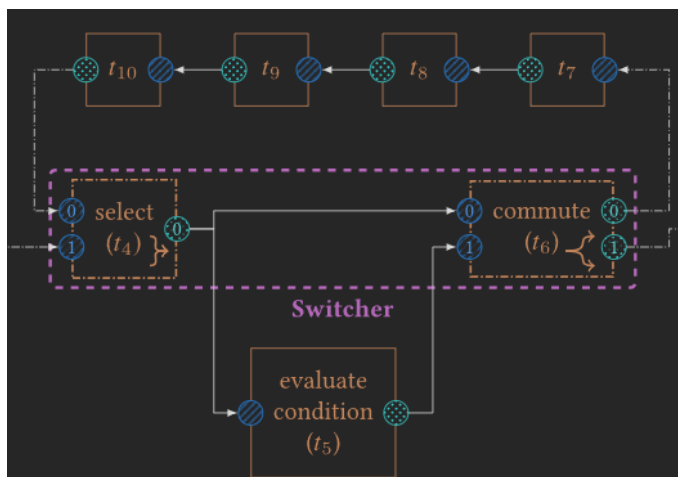 t10 t9 t8 t7
0 select 0 0 commute 0
1 (t4) 1 (t6) 1
Switcher
evaluate
condition
(t5)